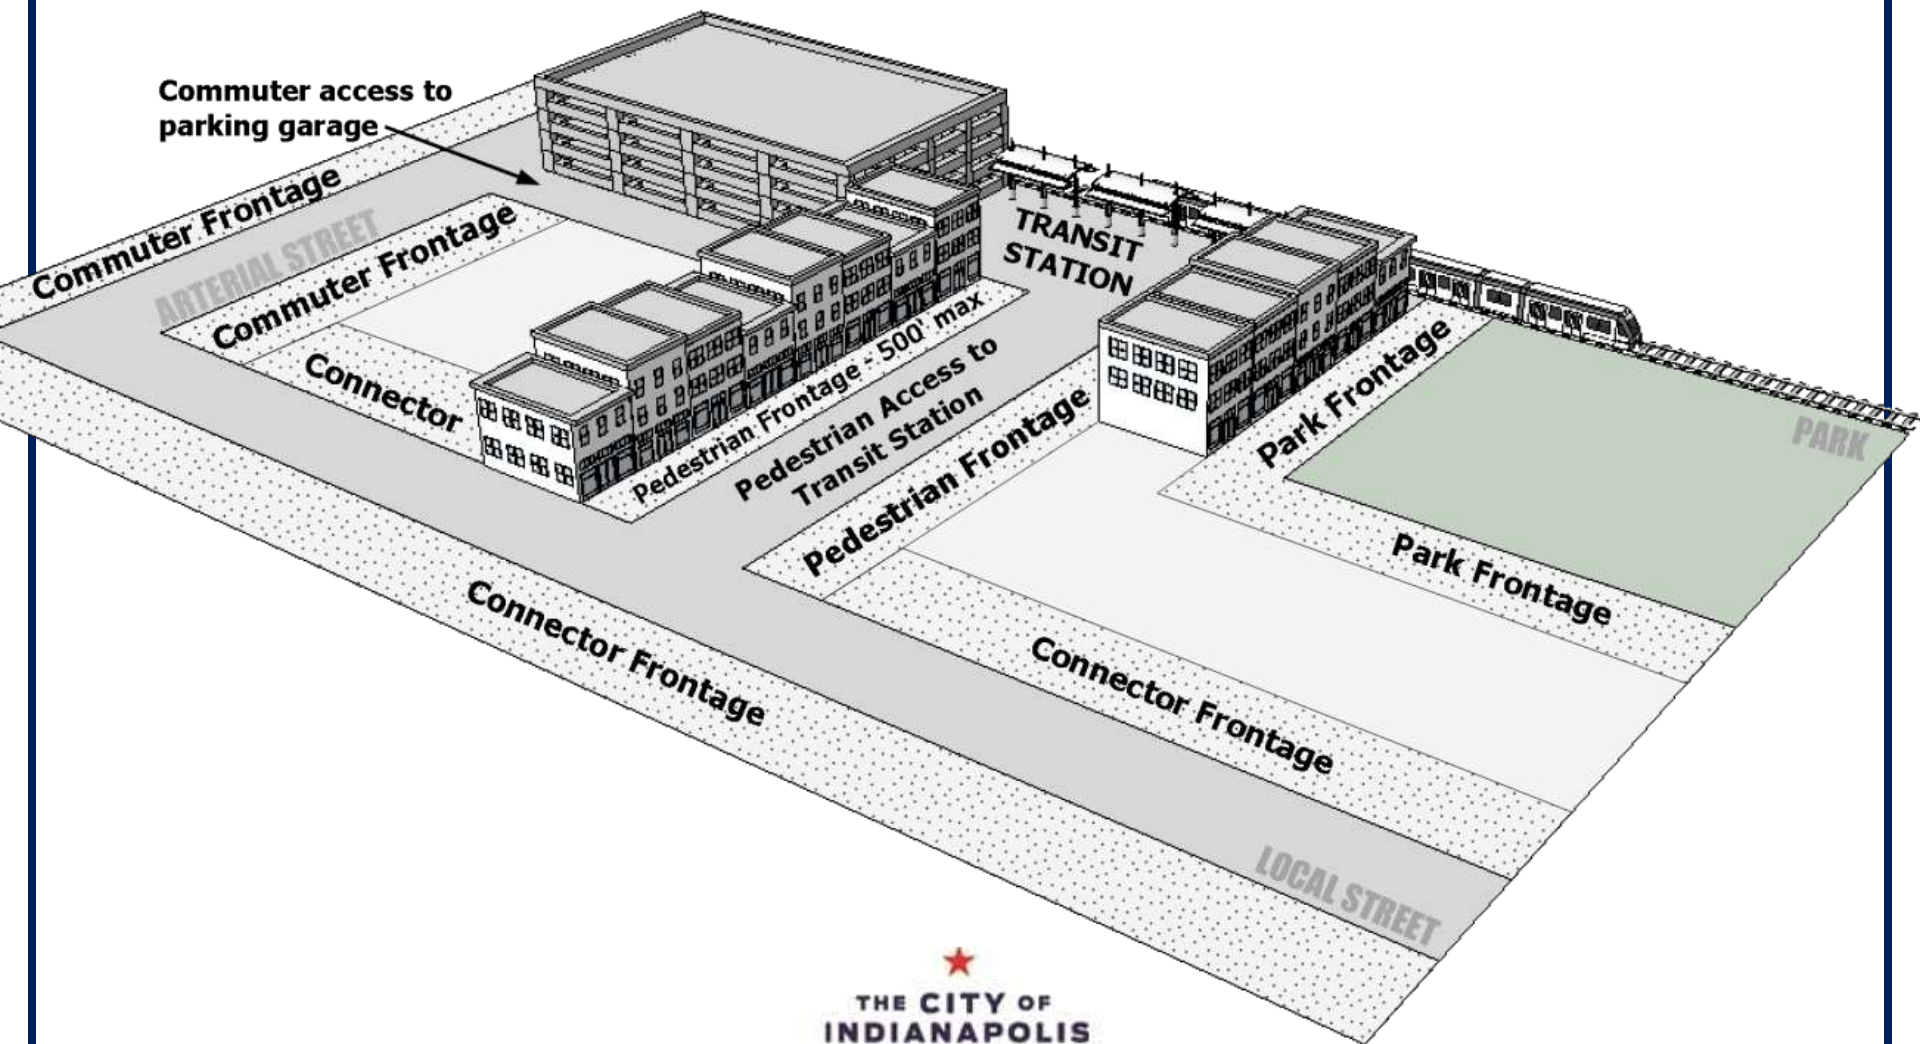 Commuter access to
parking garage
Commuter Frontage
ARTERIAL STREET
Commuter Frontage
Connector
TRANSIT
STATION
Pedestrian Frontage - 500' max
Pedestrian Access to
Transit Station
Pedestrian Frontage
Park Frontage
PARK
Park Frontage
Connector Frontage
Connector Frontage
LOCAL STREET
THE CITY OF
INDIANAPOLIS